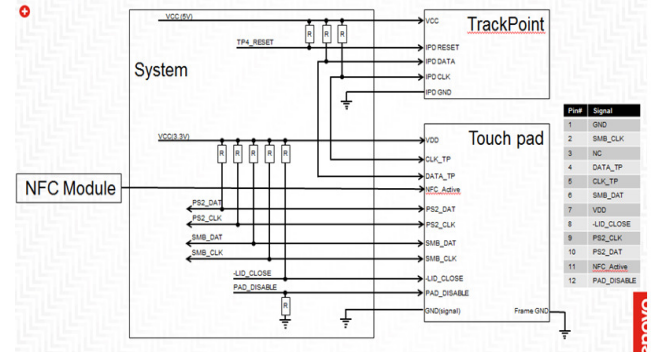 VCC (5V)
TP4_RESET
R R R
System
VCC
TrackPoint
IPD RESET
IPD DATA
IPD CLK
IPD GND
VCC(3.3V)
R R R R R
VDD
Touch pad
CLK_TP
DATA_TP
NFC_Active
NFC Module
PS2_DAT
PS2_DAT
PS2_CLK
PS2_CLK
SMB_DAT
SMB_DAT
SMB_CLK
SMB_CLK
-LID_CLOSE
-LID_CLOSE
PAD_DISABLE
PAD_DISABLE
R
GND(signal)
Frame GND
Pin# Signal
1 GND
2 SMB_CLK
3 NC
4 DATA_TP
5 CLK_TP
6 SMB_DAT
7 VDD
8 -LID_CLOSE
9 PS2_CLK
10 PS2_DAT
11 NFC_Active
12 PAD_DISABLE